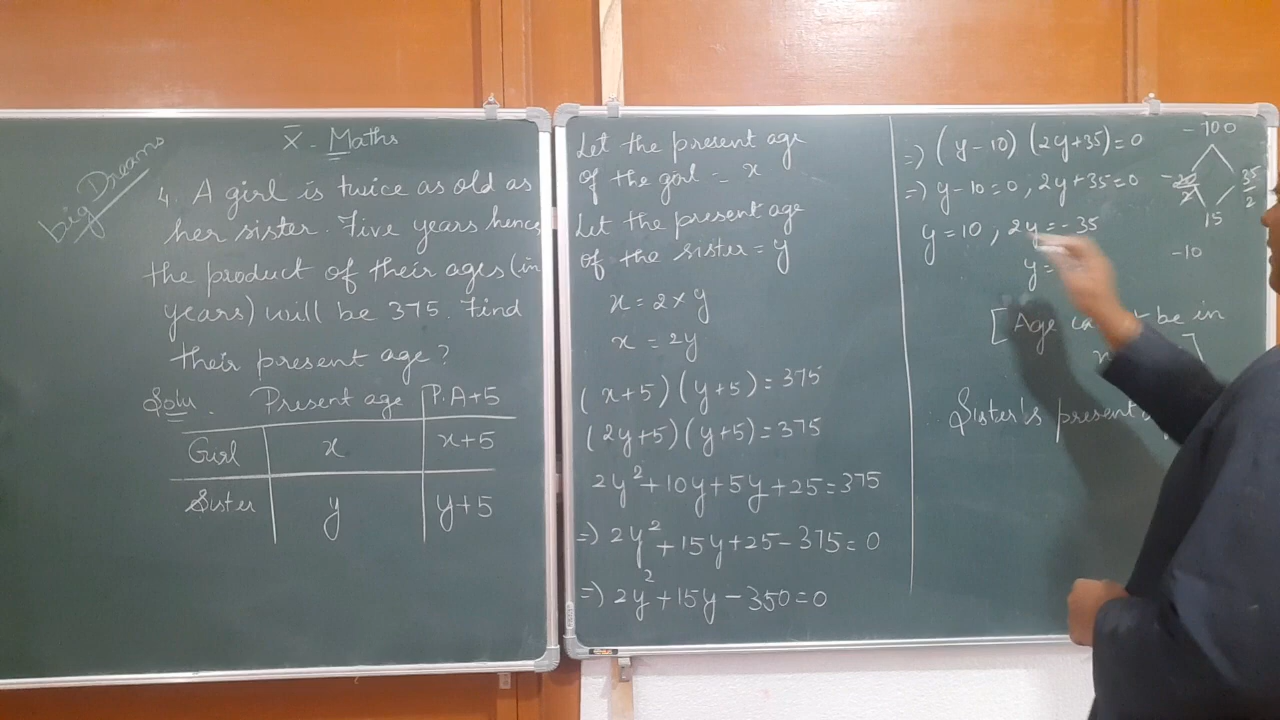 Big Dreams
X - Maths
4. A girl is twice as old as
her sister. Five years hence
the product of their ages (in
years) will be 375. Find
their present age?
Soln. Present age P.A+5
Girl x x+5
Sister y y+5
Let the present age
of the girl = x
Let the present age
of the sister = y
x = 2 × y
x = 2y
(x+5)(y+5) = 375
(2y+5)(y+5) = 375
2y²+10y+5y+25=375
=) 2y²+15y+25-375=0
=) 2y²+15y-350=0
=) (y-10) (2y+35)=0
=) y-10=0, 2y+35=0
y=10, 2y=-35
y=
[Age be in
Sister's present
-700
-20/2
35/2
15
-10